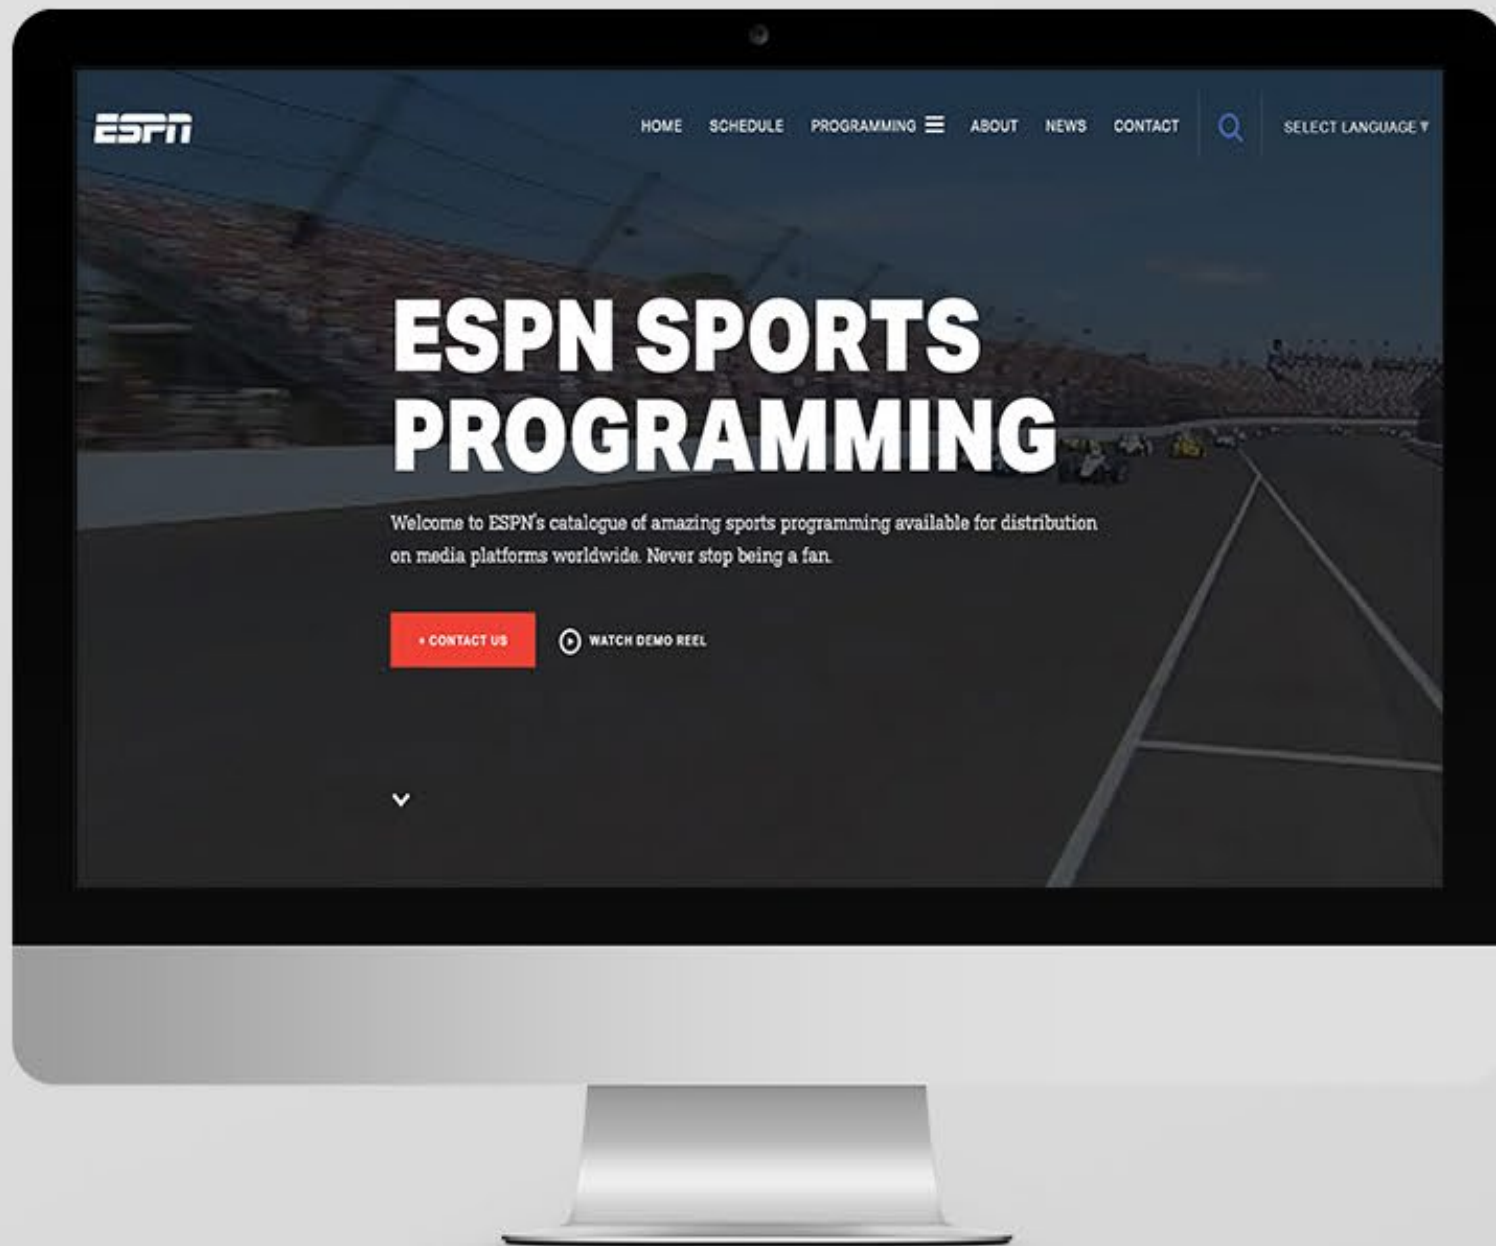 ESPN
HOME SCHEDULE PROGRAMMING ABOUT NEWS CONTACT SELECT LANGUAGE
ESPN SPORTS
PROGRAMMING
Welcome to ESPN's catalogue of amazing sports programming available for distribution
on media platforms worldwide. Never stop being a fan.
+ CONTACT US WATCH DEMO REEL